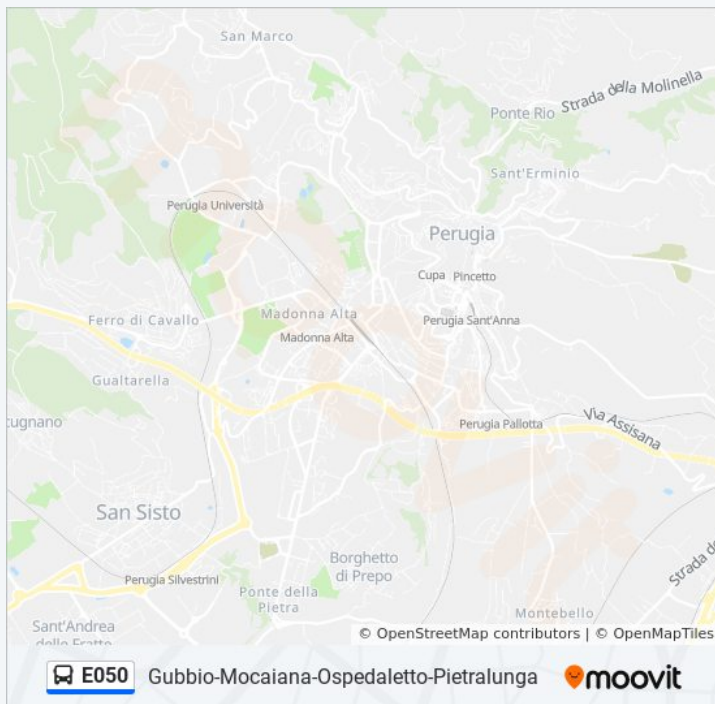 San Marco
Strada della Molinella
Ponte Rio
Sant'Erminio
Perugia Università
Perugia
Cupa
Pincetto
Ferro di Cavallo
Madonna Alta
Perugia Sant'Anna
Madonna Alta
Gualtarella
Via Assisana
Perugia Pallotta
San Sisto
Borghetto
di Prepo
Perugia Silvestrini
Ponte della
Pietra
Montebello
Sant'Andrea
delle Fratte
© OpenStreetMap contributors | © OpenMapTiles
E050 Gubbio-Mocaiana-Ospedaletto-Pietralunga moovit